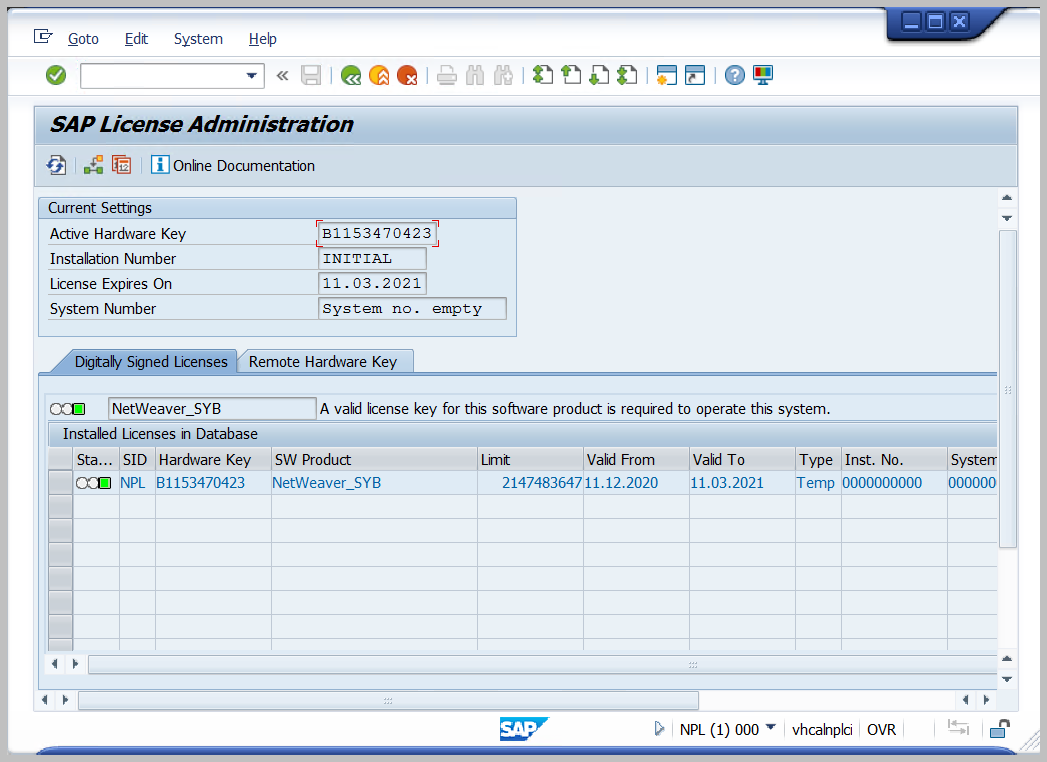 Goto Edit System Help
SAP License Administration
Online Documentation
Current Settings
Active Hardware Key B1153470423
Installation Number INITIAL
License Expires On 11.03.2021
System Number System no. empty
Digitally Signed Licenses Remote Hardware Key
NetWeaver_SYB A valid license key for this software product is required to operate this system.
Installed Licenses in Database
Sta... SID Hardware Key SW Product Limit Valid From Valid To Type Inst. No. System
NPL B1153470423 NetWeaver_SYB 2147483647 11.12.2020 11.03.2021 Temp 0000000000 000000
SAP NPL (1) 000 vhcalnplci OVR